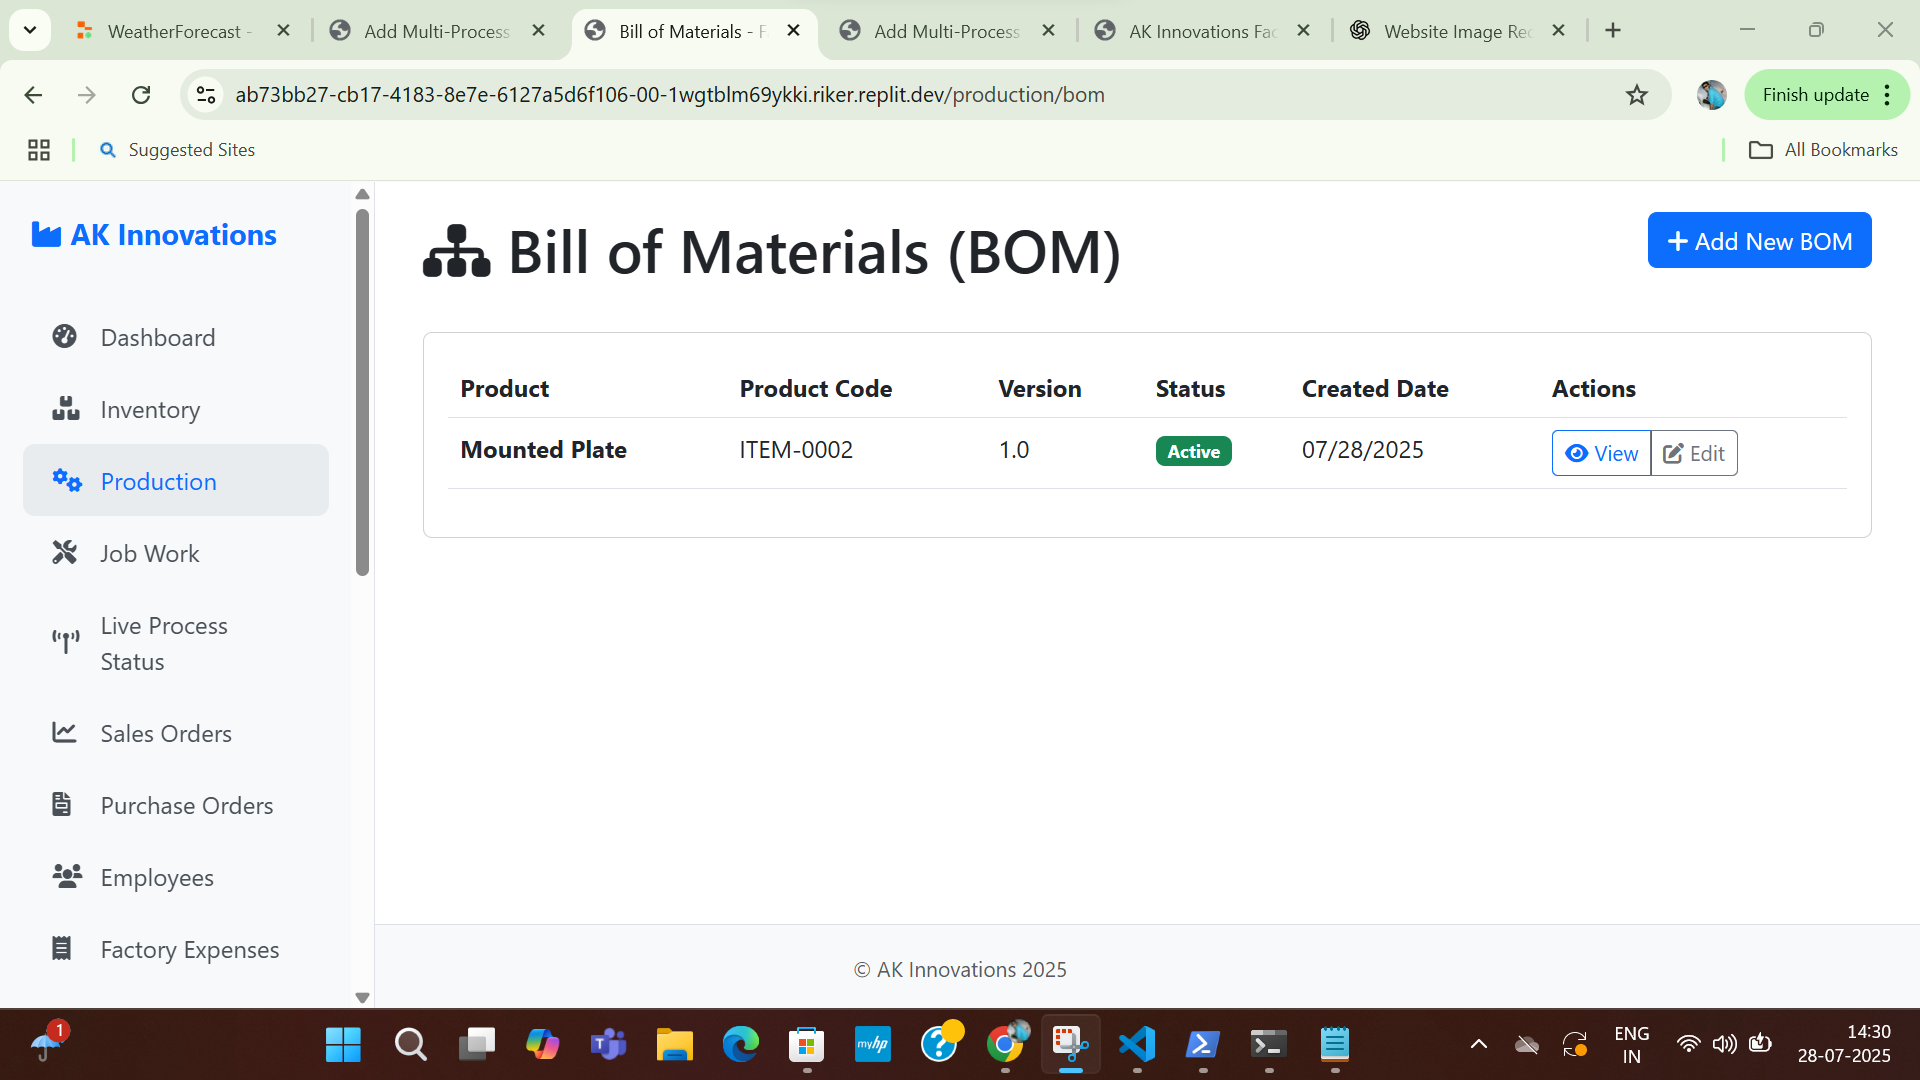 WeatherForecast -
Add Multi-Process
Bill of Materials - F
Add Multi-Process
AK Innovations Fac
Website Image Rec
ab73bb27-cb17-4183-8e7e-6127a5d6f106-00-1wgtblm69ykki.riker.replit.dev/production/bom
Finish update
Suggested Sites
All Bookmarks
AK Innovations
Dashboard
Inventory
Production
Job Work
Live Process
Status
Sales Orders
Purchase Orders
Employees
Factory Expenses
Bill of Materials (BOM)
+ Add New BOM
Product Product Code Version Status Created Date Actions
Mounted Plate ITEM-0002 1.0 Active 07/28/2025 View Edit
© AK Innovations 2025
1
myhp
ENG
IN
14:30
28-07-2025